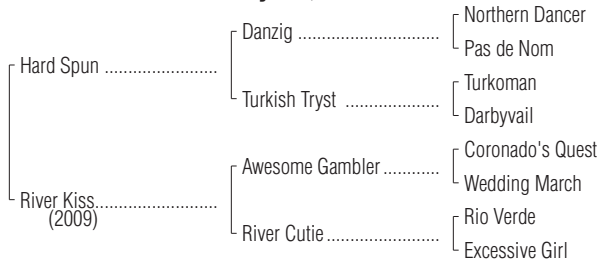 Northern Dancer
Danzig ..............................
Pas de Nom
Hard Spun ........................
Turkoman
Turkish Tryst ....................
Darbyvail
Coronado's Quest
Awesome Gambler ............
Wedding March
River Kiss..........................
(2009)
Rio Verde
River Cutie ........................
Excessive Girl